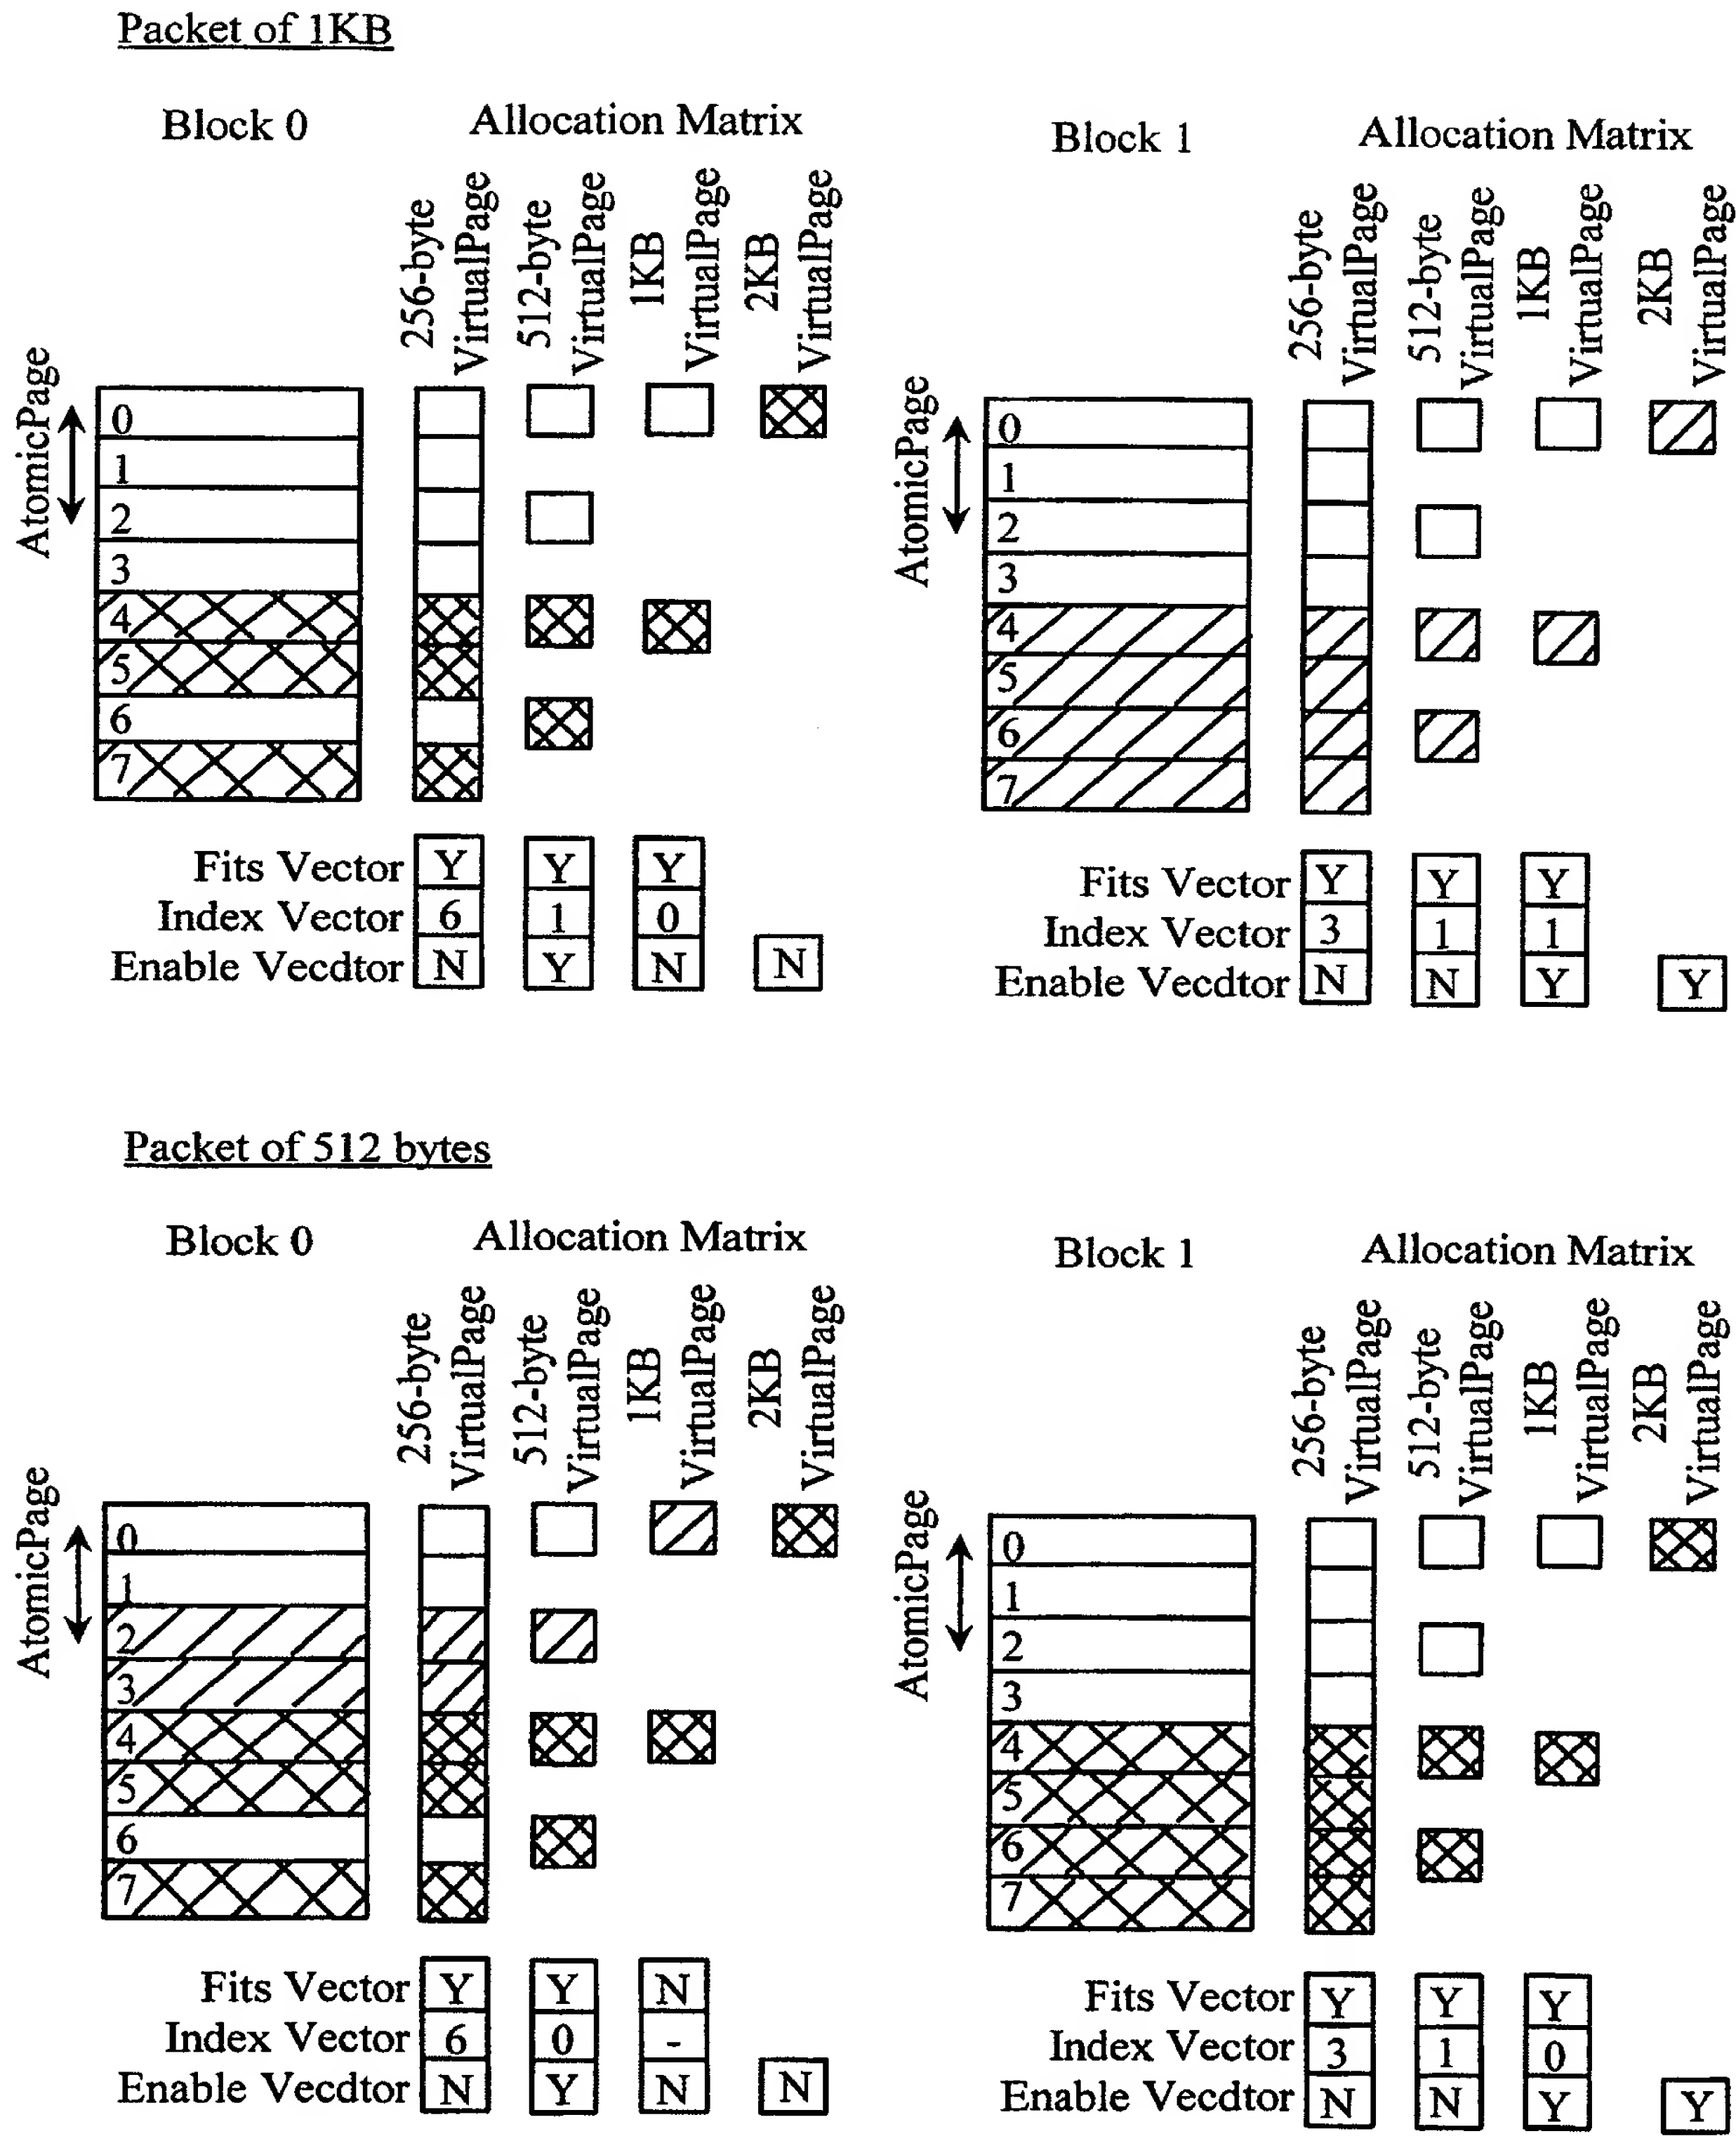 Packet of 1KB
Block 0
Allocation Matrix
256-byte
VirtualPage
512-byte
VirtualPage
1KB
VirtualPage
2KB
VirtualPage
AtomicPage
0
1
2
3
4
5
6
7
Fits Vector Y Y Y
Index Vector 6 1 0
Enable Vecdtor N Y N N
Block 1
Allocation Matrix
256-byte
VirtualPage
512-byte
VirtualPage
1KB
VirtualPage
2KB
VirtualPage
AtomicPage
0
1
2
3
4
5
6
7
Fits Vector Y Y Y
Index Vector 3 1 1
Enable Vecdtor N N Y Y
Packet of 512 bytes
Block 0
Allocation Matrix
256-byte
VirtualPage
512-byte
VirtualPage
1KB
VirtualPage
2KB
VirtualPage
AtomicPage
0
1
2
3
4
5
6
7
Fits Vector Y Y N
Index Vector 6 0 -
Enable Vecdtor N Y N N
Block 1
Allocation Matrix
256-byte
VirtualPage
512-byte
VirtualPage
1KB
VirtualPage
2KB
VirtualPage
AtomicPage
0
1
2
3
4
5
6
7
Fits Vector Y Y Y
Index Vector 3 1 0
Enable Vecdtor N N Y Y